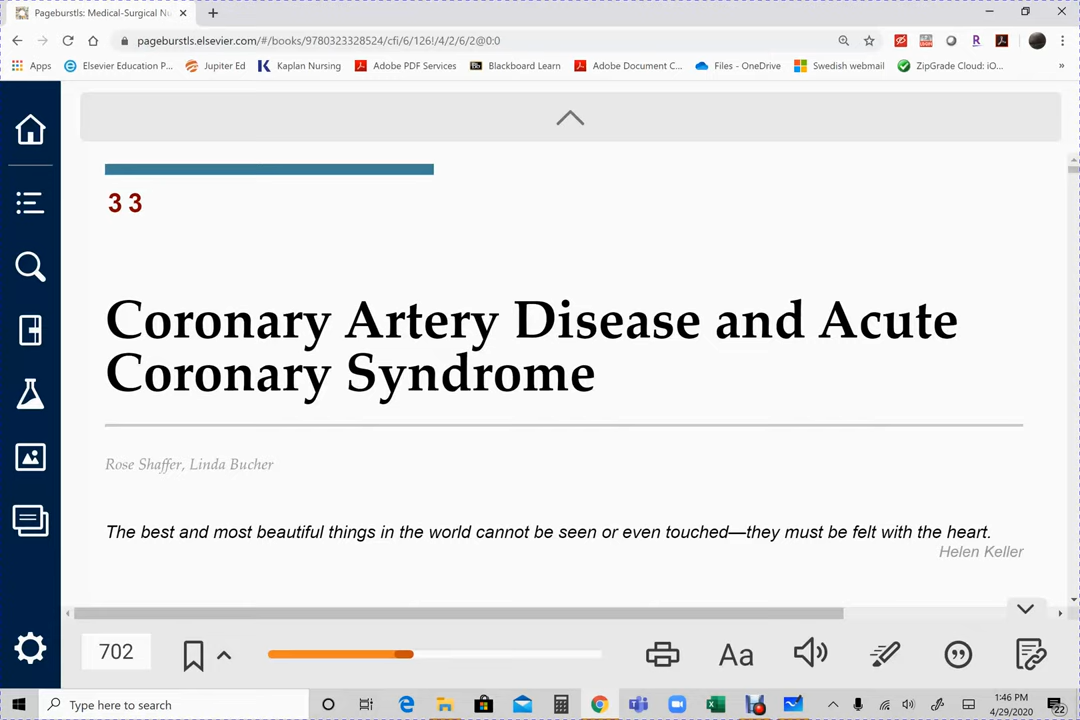 Pageburstls: Medical-Surgical Nu
pageburstls.elsevier.com/#/books/9780323328524/cfi/6/126!/4/2/6/2@0:0
Apps Elsevier Education P... Jupiter Ed Kaplan Nursing Adobe PDF Services Blackboard Learn Adobe Document C... Files - OneDrive Swedish webmail ZipGrade Cloud: iO... »
33
Coronary Artery Disease and Acute
Coronary Syndrome
Rose Shaffer, Linda Bucher
The best and most beautiful things in the world cannot be seen or even touched—they must be felt with the heart.
Helen Keller
702
Aa
Type here to search
1:46 PM
4/29/2020
22